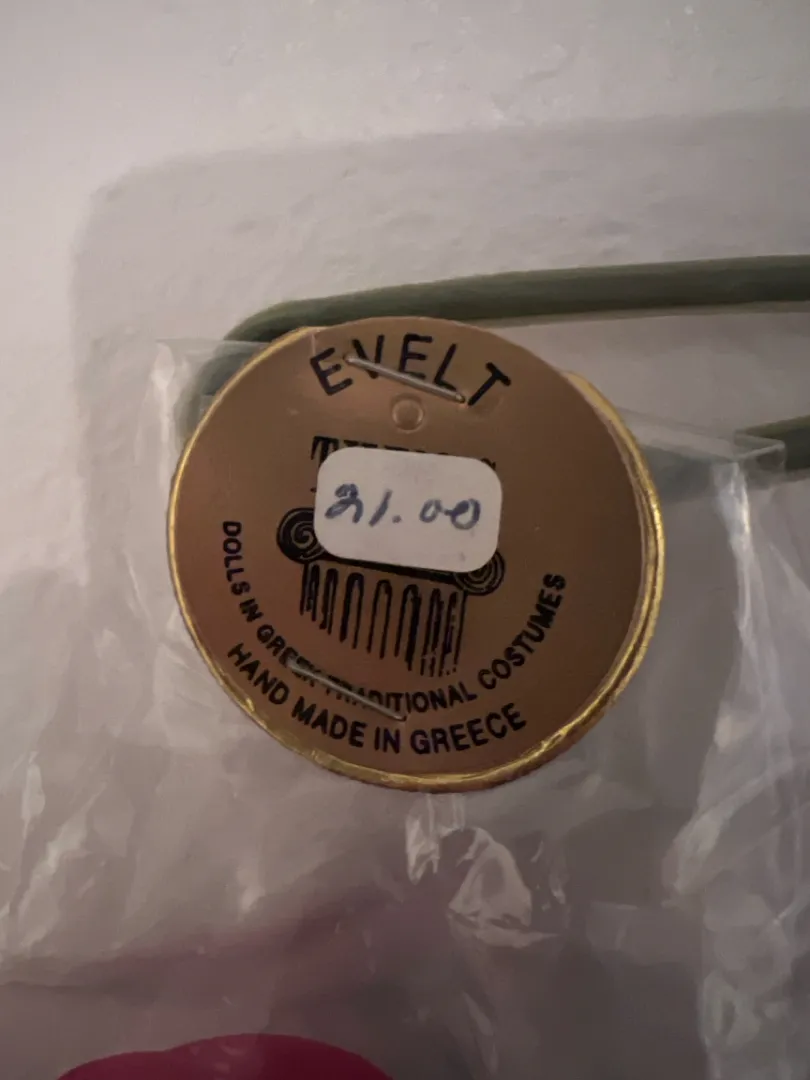 EVELT
21.00
DOLLS IN GREEK TRADITIONAL COSTUMES
HAND MADE IN GREECE